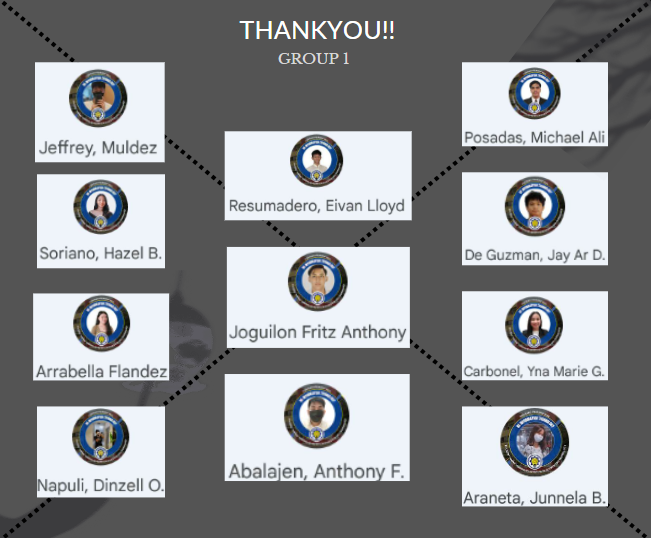 THANKYOU!!
GROUP 1
Jeffrey, Muldez
Soriano, Hazel B.
Arrabella Flandez
Napuli, Dinzell O.
Resumadero, Eivan Lloyd
Joguilon Fritz Anthony
Abalajen, Anthony F.
Posadas, Michael Ali
De Guzman, Jay Ar D.
Carbonel, Yna Marie G.
Araneta, Junnela B.